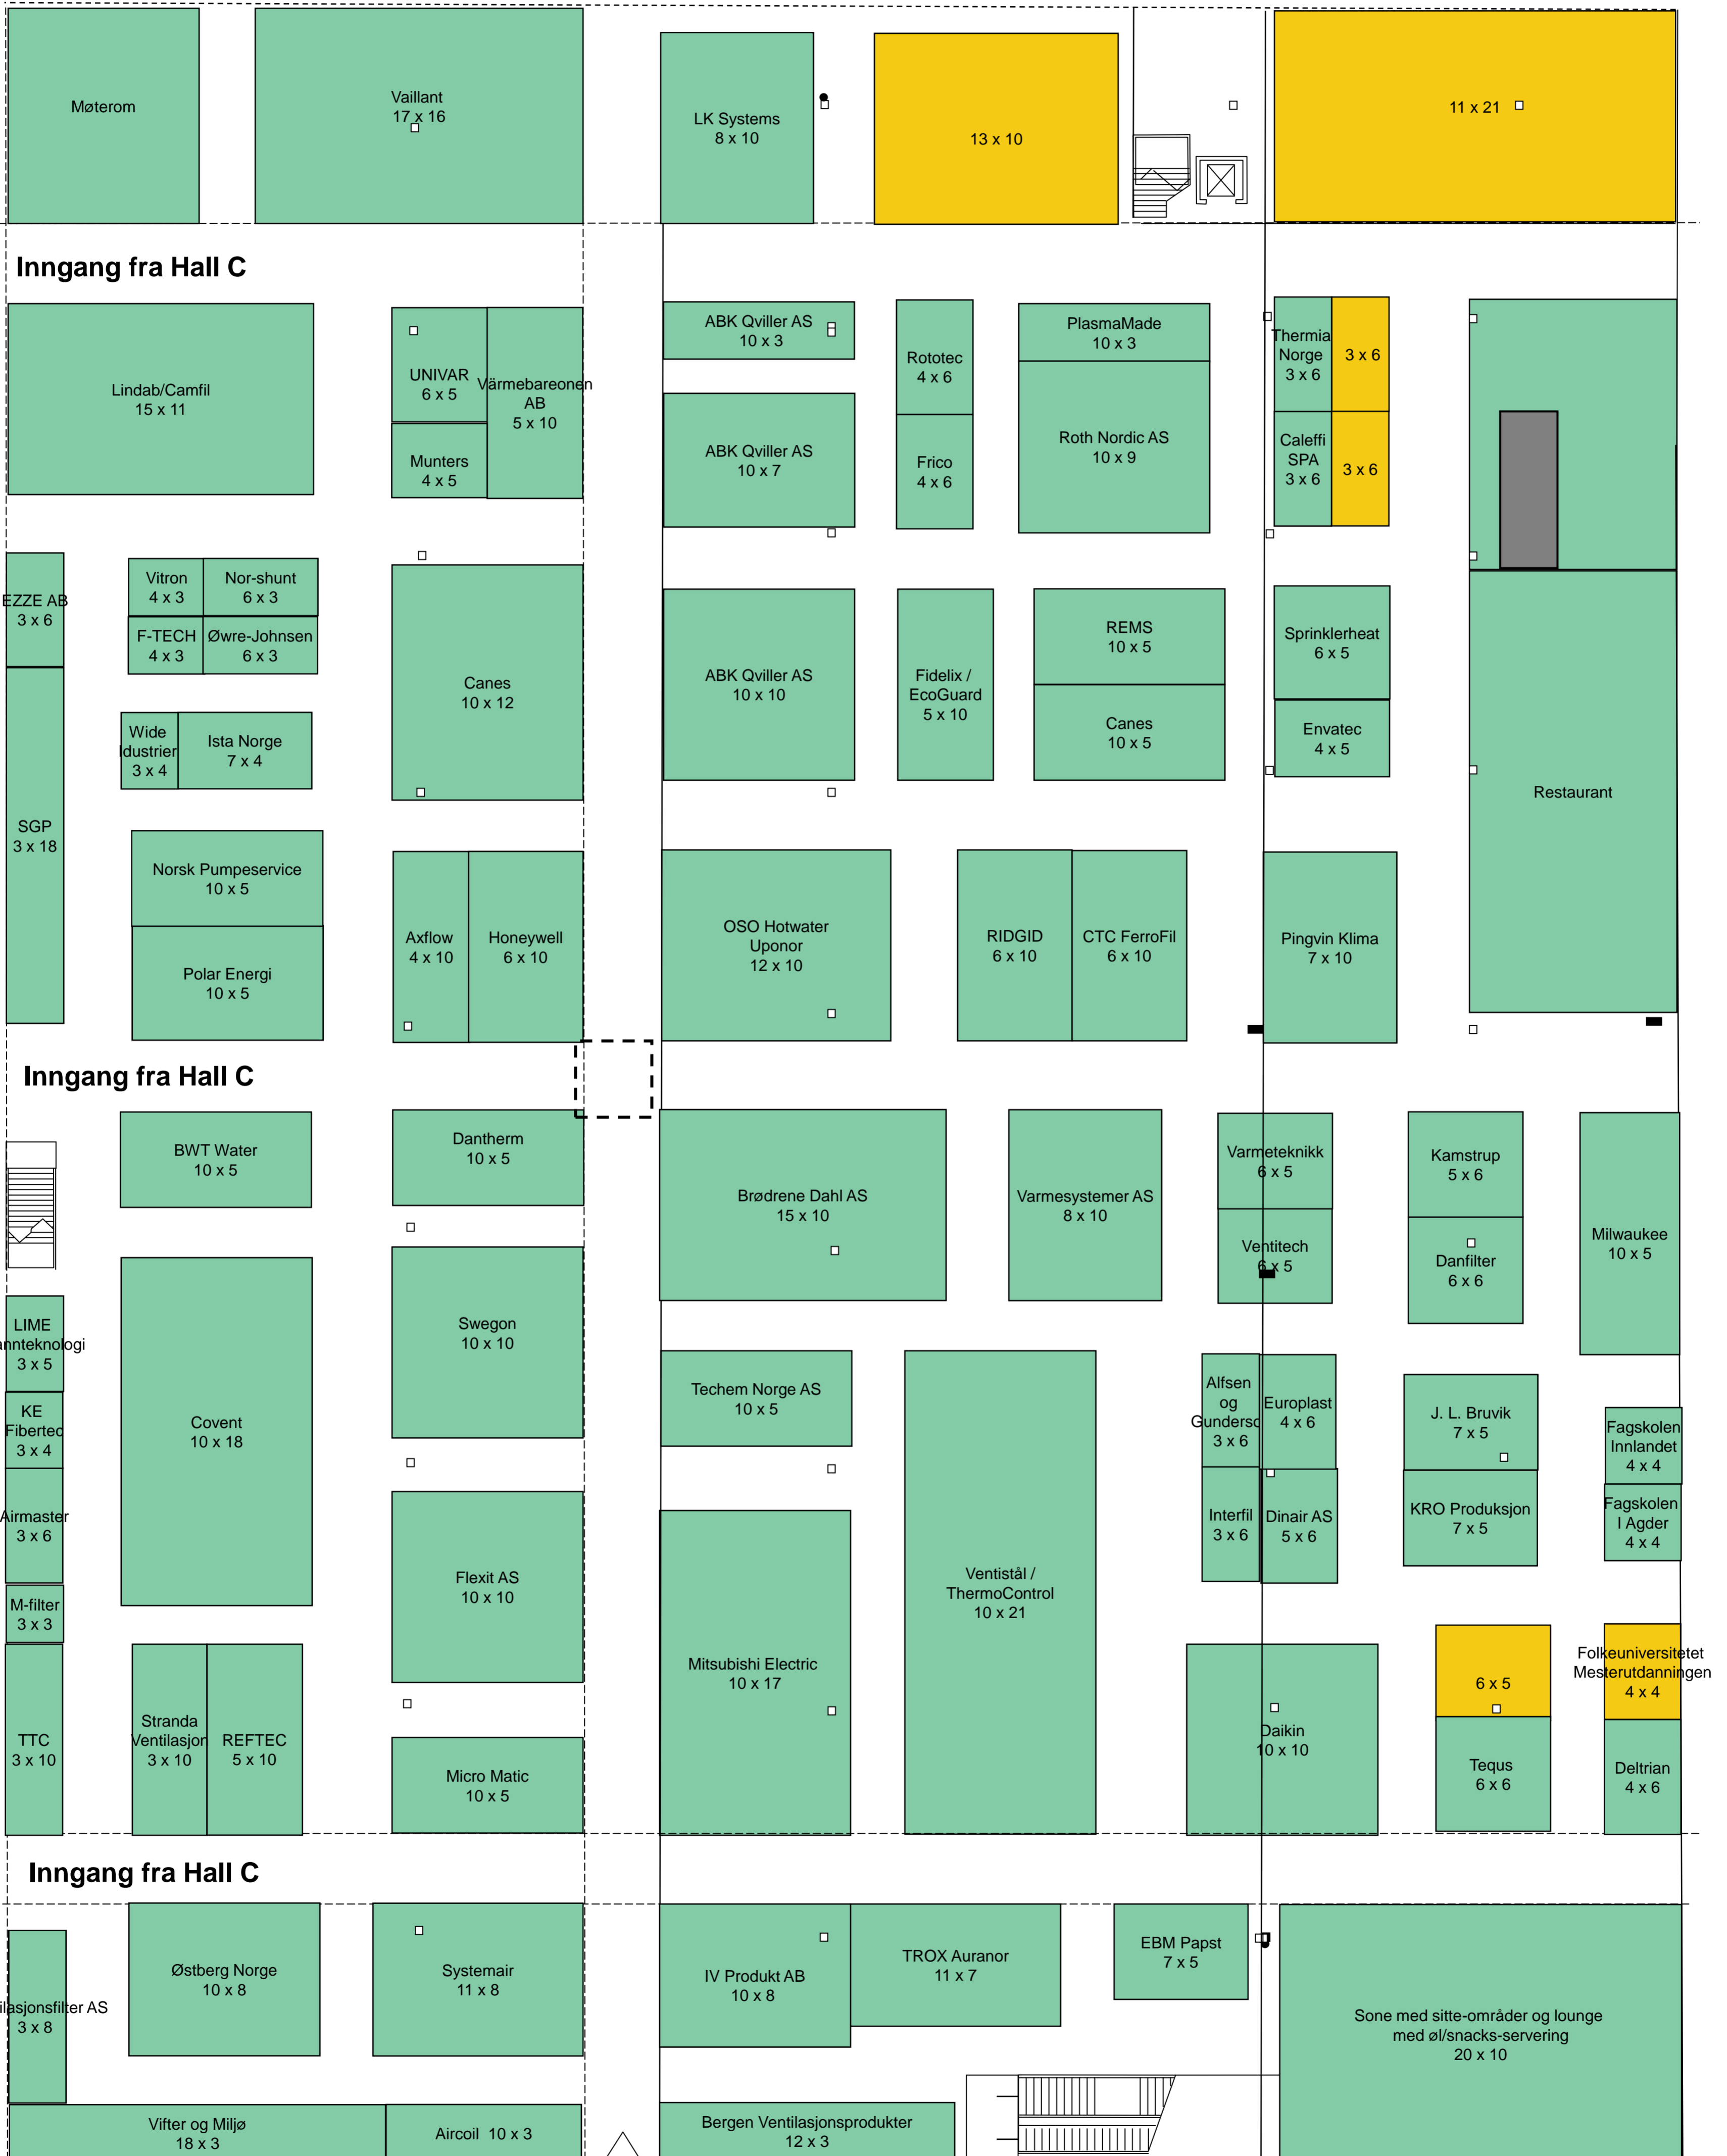 Møterom
Vaillant
17 x 16
LK Systems
8 x 10
13 x 10
11 x 21
Inngang fra Hall C
Lindab/Camfil
15 x 11
UNIVAR
6 x 5
Värmebareonen
AB
5 x 10
Munters
4 x 5
ABK Qviller AS
10 x 3
ABK Qviller AS
10 x 7
Rototec
4 x 6
Frico
4 x 6
PlasmaMade
10 x 3
Roth Nordic AS
10 x 9
Thermia
Norge
3 x 6
3 x 6
Caleffi
SPA
3 x 6
3 x 6
EZZE AB
3 x 6
Vitron
4 x 3
Nor-shunt
6 x 3
F-TECH
4 x 3
Øwre-Johnsen
6 x 3
Canes
10 x 12
ABK Qviller AS
10 x 10
Fidelix /
EcoGuard
5 x 10
REMS
10 x 5
Canes
10 x 5
Sprinklerheat
6 x 5
Envatec
4 x 5
Restaurant
Wide
Idustrier
3 x 4
Ista Norge
7 x 4
SGP
3 x 18
Norsk Pumpeservice
10 x 5
Polar Energi
10 x 5
Axflow
4 x 10
Honeywell
6 x 10
OSO Hotwater
Uponor
12 x 10
RIDGID
6 x 10
CTC FerroFil
6 x 10
Pingvin Klima
7 x 10
Inngang fra Hall C
BWT Water
10 x 5
Dantherm
10 x 5
Brødrene Dahl AS
15 x 10
Varmesystemer AS
8 x 10
Varmeteknikk
6 x 5
Ventitech
6 x 5
Kamstrup
5 x 6
Danfilter
6 x 6
Milwaukee
10 x 5
LIME
annteknologi
3 x 5
KE
Fibertec
3 x 4
Airmaster
3 x 6
M-filter
3 x 3
TTC
3 x 10
Covent
10 x 18
Swegon
10 x 10
Flexit AS
10 x 10
Techem Norge AS
10 x 5
Mitsubishi Electric
10 x 17
Ventistål /
ThermoControl
10 x 21
Alfsen
og
Gunderso
3 x 6
Europlast
4 x 6
Interfil
3 x 6
Dinair AS
5 x 6
J. L. Bruvik
7 x 5
KRO Produksjon
7 x 5
Fagskolen
Innlandet
4 x 4
Fagskolen
I Agder
4 x 4
Stranda
Ventilasjon
3 x 10
REFTEC
5 x 10
Micro Matic
10 x 5
Daikin
10 x 10
6 x 5
Tequs
6 x 6
Folkeuniversitetet
Mesterutdanningen
4 x 4
Deltrian
4 x 6
Inngang fra Hall C
ilasjonsfilter AS
3 x 8
Østberg Norge
10 x 8
Systemair
11 x 8
IV Produkt AB
10 x 8
TROX Auranor
11 x 7
EBM Papst
7 x 5
Sone med sitte-områder og lounge
med øl/snacks-servering
20 x 10
Vifter og Miljø
18 x 3
Aircoil 10 x 3
Bergen Ventilasjonsprodukter
12 x 3